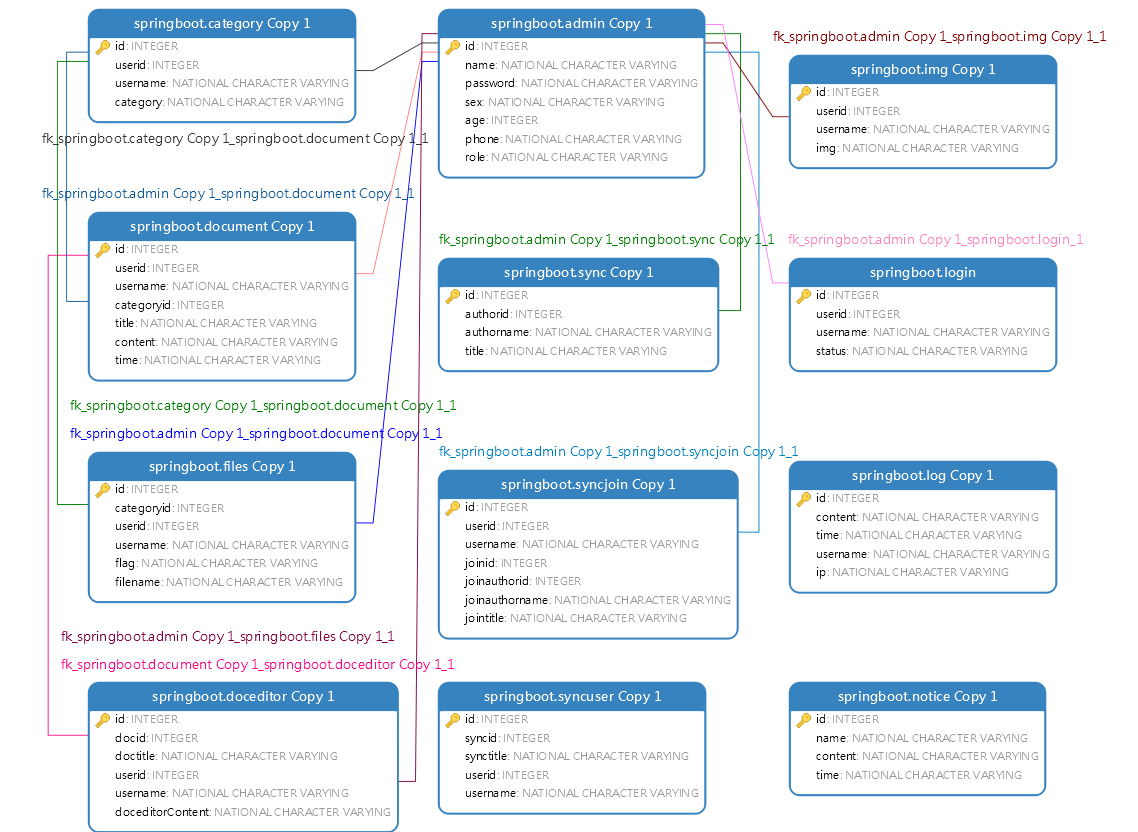 springboot.category Copy 1
id: INTEGER
userid: INTEGER
username: NATIONAL CHARACTER VARYING
category: NATIONAL CHARACTER VARYING
fk_springboot.category Copy 1_springboot.document Copy 1_1
fk_springboot.admin Copy 1_springboot.document Copy 1_1
springboot.document Copy 1
id: INTEGER
userid: INTEGER
username: NATIONAL CHARACTER VARYING
categoryid: INTEGER
title: NATIONAL CHARACTER VARYING
content: NATIONAL CHARACTER VARYING
time: NATIONAL CHARACTER VARYING
fk_springboot.category Copy 1_springboot.document Copy 1_1
fk_springboot.admin Copy 1_springboot.document Copy 1_1
springboot.files Copy 1
id: INTEGER
categoryid: INTEGER
userid: INTEGER
username: NATIONAL CHARACTER VARYING
flag: NATIONAL CHARACTER VARYING
filename: NATIONAL CHARACTER VARYING
fk_springboot.admin Copy 1_springboot.files Copy 1_1
fk_springboot.document Copy 1_springboot.doceditor Copy 1_1
springboot.doceditor Copy 1
id: INTEGER
docid: INTEGER
doctitle: NATIONAL CHARACTER VARYING
userid: INTEGER
username: NATIONAL CHARACTER VARYING
doceditorContent: NATIONAL CHARACTER VARYING
springboot.admin Copy 1
id: INTEGER
name: NATIONAL CHARACTER VARYING
password: NATIONAL CHARACTER VARYING
sex: NATIONAL CHARACTER VARYING
age: INTEGER
phone: NATIONAL CHARACTER VARYING
role: NATIONAL CHARACTER VARYING
fk_springboot.admin Copy 1_springboot.sync Copy 1_1
springboot.sync Copy 1
id: INTEGER
authorid: INTEGER
authorname: NATIONAL CHARACTER VARYING
title: NATIONAL CHARACTER VARYING
fk_springboot.admin Copy 1_springboot.syncjoin Copy 1_1
springboot.syncjoin Copy 1
id: INTEGER
userid: INTEGER
username: NATIONAL CHARACTER VARYING
joinid: INTEGER
joinauthorid: INTEGER
joinauthorname: NATIONAL CHARACTER VARYING
jointitle: NATIONAL CHARACTER VARYING
springboot.syncuser Copy 1
id: INTEGER
syncid: INTEGER
synctitle: NATIONAL CHARACTER VARYING
userid: INTEGER
username: NATIONAL CHARACTER VARYING
fk_springboot.admin Copy 1_springboot.img Copy 1_1
springboot.img Copy 1
id: INTEGER
userid: INTEGER
username: NATIONAL CHARACTER VARYING
img: NATIONAL CHARACTER VARYING
fk_springboot.admin Copy 1_springboot.login_1
springboot.login
id: INTEGER
userid: INTEGER
username: NATIONAL CHARACTER VARYING
status: NATIONAL CHARACTER VARYING
springboot.log Copy 1
id: INTEGER
content: NATIONAL CHARACTER VARYING
time: NATIONAL CHARACTER VARYING
username: NATIONAL CHARACTER VARYING
ip: NATIONAL CHARACTER VARYING
springboot.notice Copy 1
id: INTEGER
name: NATIONAL CHARACTER VARYING
content: NATIONAL CHARACTER VARYING
time: NATIONAL CHARACTER VARYING